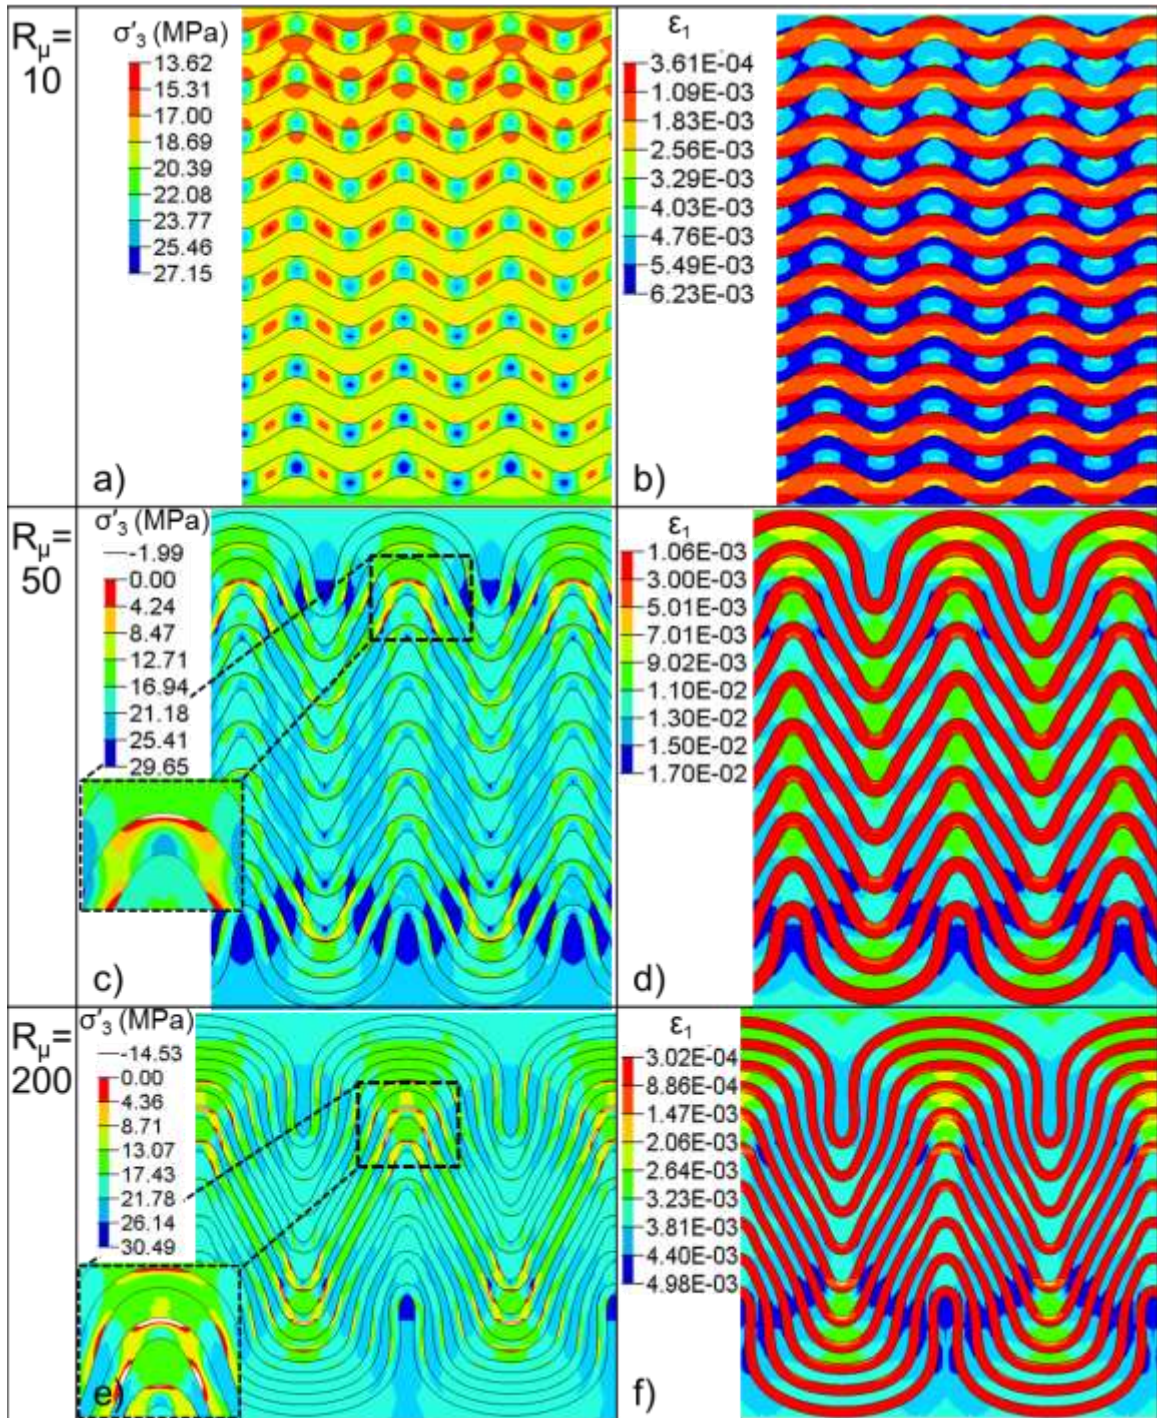 R_μ=
10
σ'₃ (MPa)
13.62
15.31
17.00
18.69
20.39
22.08
23.77
25.46
27.15
a)
ε₁
3.61E-04
1.09E-03
1.83E-03
2.56E-03
3.29E-03
4.03E-03
4.76E-03
5.49E-03
6.23E-03
b)
R_μ=
50
σ'₃ (MPa)
-1.99
0.00
4.24
8.47
12.71
16.94
21.18
25.41
29.65
c)
ε₁
1.06E-03
3.00E-03
5.01E-03
7.01E-03
9.02E-03
1.10E-02
1.30E-02
1.50E-02
1.70E-02
d)
R_μ=
200
σ'₃ (MPa)
-14.53
0.00
4.36
8.71
13.07
17.43
21.78
26.14
30.49
e)
ε₁
3.02E-04
8.86E-04
1.47E-03
2.06E-03
2.64E-03
3.23E-03
3.81E-03
4.40E-03
4.98E-03
f)